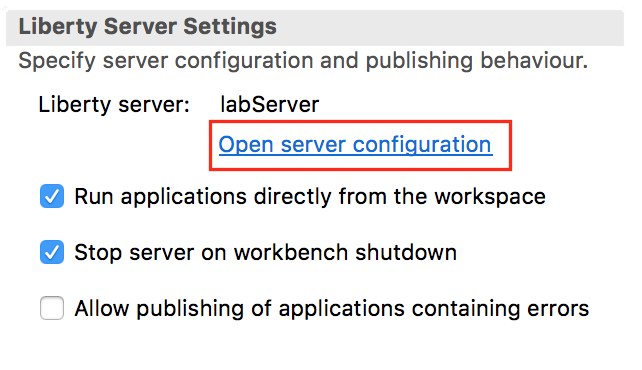 Liberty Server Settings
Specify server configuration and publishing behaviour.
Liberty server: labServer
Open server configuration
Run applications directly from the workspace
Stop server on workbench shutdown
Allow publishing of applications containing errors